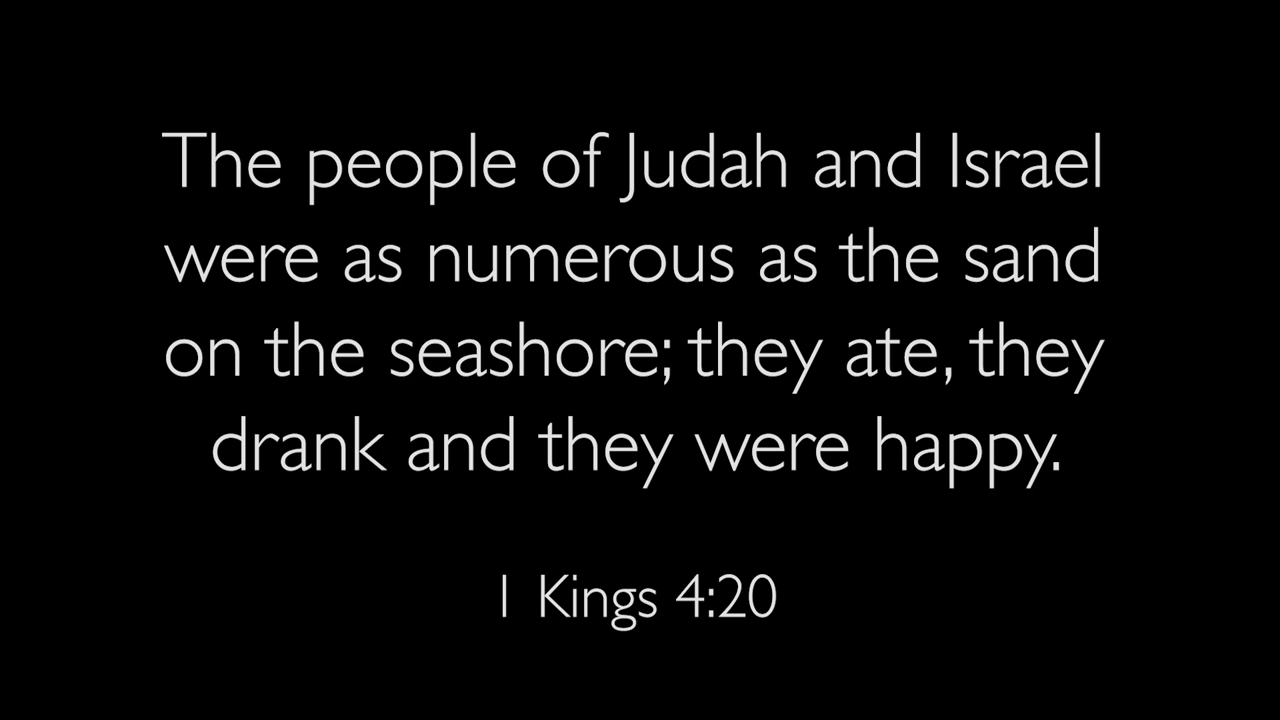 The people of Judah and Israel
were as numerous as the sand
on the seashore; they ate, they
drank and they were happy.
1 Kings 4:20